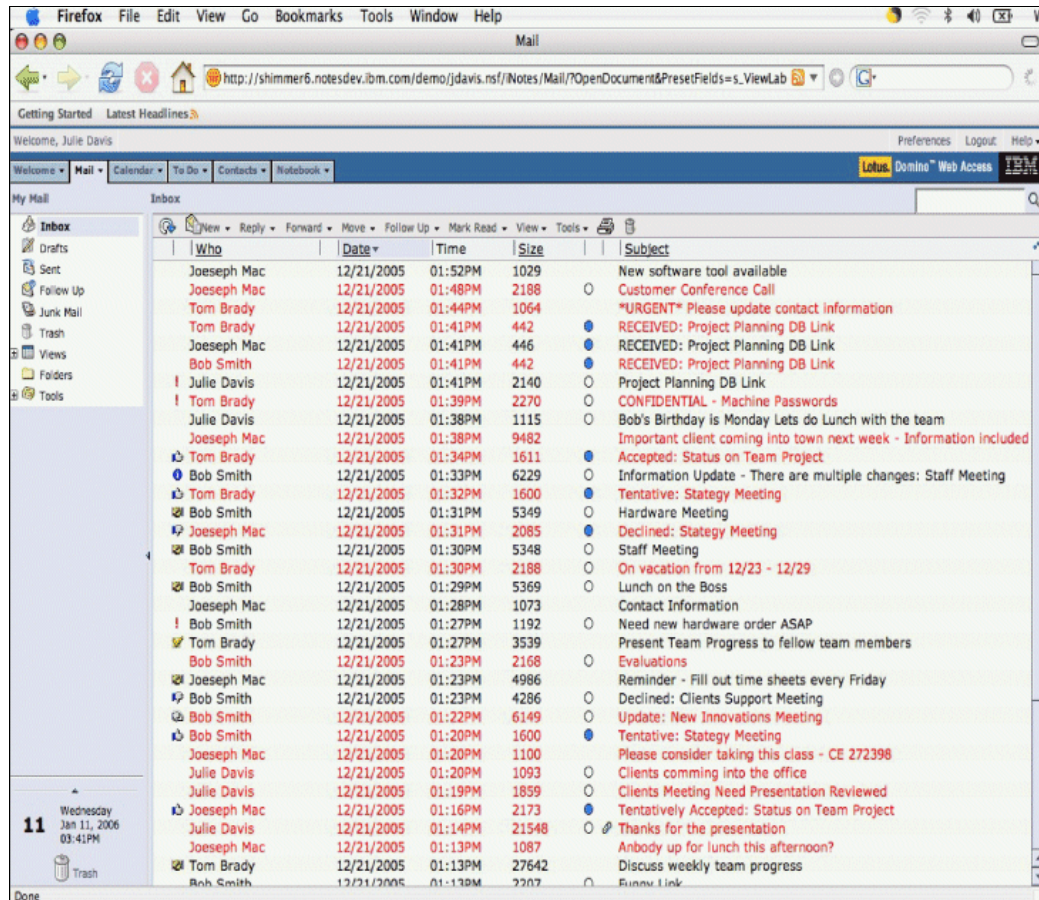 Firefox File Edit View Go Bookmarks Tools Window Help
Mail
http://shimmer6.notesdev.ibm.com/demo/jdavis.nsf/iNotes/Mail/?OpenDocument&PresetFields=s_ViewLab
Getting Started Latest Headlines
Welcome, Julie Davis Preferences Logout Help
Welcome Mail Calendar To Do Contacts Notebook Lotus. Domino™ Web Access IBM
My Mail Inbox
Inbox
Drafts
Sent
Follow Up
Junk Mail
Trash
Views
Folders
Tools
New Reply Forward Move Follow Up Mark Read View Tools
Who Date Time Size Subject
Joeseph Mac 12/21/2005 01:52PM 1029 New software tool available
Joeseph Mac 12/21/2005 01:48PM 2188 Customer Conference Call
Tom Brady 12/21/2005 01:44PM 1064 *URGENT* Please update contact information
Tom Brady 12/21/2005 01:41PM 442 RECEIVED: Project Planning DB Link
Joeseph Mac 12/21/2005 01:41PM 446 RECEIVED: Project Planning DB Link
Bob Smith 12/21/2005 01:41PM 442 RECEIVED: Project Planning DB Link
! Julie Davis 12/21/2005 01:41PM 2140 Project Planning DB Link
! Tom Brady 12/21/2005 01:39PM 2270 CONFIDENTIAL - Machine Passwords
Julie Davis 12/21/2005 01:38PM 1115 Bob's Birthday is Monday Lets do Lunch with the team
Joeseph Mac 12/21/2005 01:38PM 9482 Important client coming into town next week - Information included
Tom Brady 12/21/2005 01:34PM 1611 Accepted: Status on Team Project
Bob Smith 12/21/2005 01:33PM 6229 Information Update - There are multiple changes: Staff Meeting
Tom Brady 12/21/2005 01:32PM 1600 Tentative: Stategy Meeting
Bob Smith 12/21/2005 01:31PM 5349 Hardware Meeting
Joeseph Mac 12/21/2005 01:31PM 2085 Declined: Stategy Meeting
Bob Smith 12/21/2005 01:30PM 5348 Staff Meeting
Tom Brady 12/21/2005 01:30PM 2188 On vacation from 12/23 - 12/29
Bob Smith 12/21/2005 01:29PM 5369 Lunch on the Boss
Joeseph Mac 12/21/2005 01:28PM 1073 Contact Information
! Bob Smith 12/21/2005 01:27PM 1192 Need new hardware order ASAP
Tom Brady 12/21/2005 01:27PM 3539 Present Team Progress to fellow team members
Bob Smith 12/21/2005 01:23PM 2168 Evaluations
Joeseph Mac 12/21/2005 01:23PM 4986 Reminder - Fill out time sheets every Friday
Bob Smith 12/21/2005 01:23PM 4286 Declined: Clients Support Meeting
Bob Smith 12/21/2005 01:22PM 6149 Update: New Innovations Meeting
Bob Smith 12/21/2005 01:20PM 1600 Tentative: Stategy Meeting
Joeseph Mac 12/21/2005 01:20PM 1100 Please consider taking this class - CE 272398
Julie Davis 12/21/2005 01:20PM 1093 Clients comming into the office
Julie Davis 12/21/2005 01:19PM 1859 Clients Meeting Need Presentation Reviewed
Joeseph Mac 12/21/2005 01:16PM 2173 Tentatively Accepted: Status on Team Project
Julie Davis 12/21/2005 01:14PM 21548 Thanks for the presentation
Joeseph Mac 12/21/2005 01:13PM 1087 Anbody up for lunch this afternoon?
Tom Brady 12/21/2005 01:13PM 27642 Discuss weekly team progress
Bob Smith 12/21/2005 01:13PM 2207 Funny Link
Wednesday
11 Jan 11, 2006
03:41PM
Trash
Done